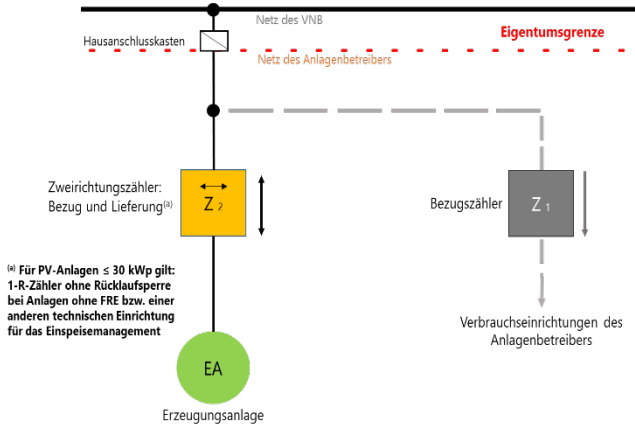 Netz des VNB
Eigentumsgrenze
Hausanschlusskasten
Netz des Anlagenbetreibers
Zweirichtungszähler:
Bezug und Lieferung(a)
Z 2
Bezugszähler
Z 1
(a) Für PV-Anlagen ≤ 30 kWp gilt:
1-R-Zähler ohne Rücklaufsperre
bei Anlagen ohne FRE bzw. einer
anderen technischen Einrichtung
für das Einspeisemanagement
Verbrauchseinrichtungen des
Anlagenbetreibers
EA
Erzeugungsanlage